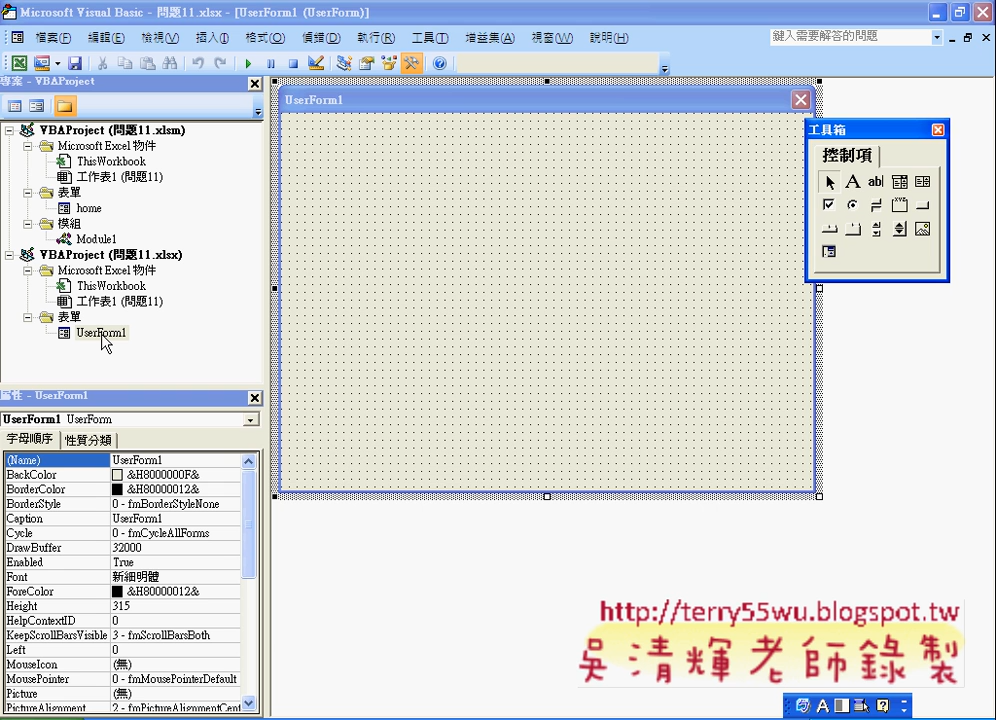 Microsoft Visual Basic - 問題11.xlsx - [UserForm1 (UserForm)]
檔案(F) 編輯(E) 檢視(V) 插入(I) 格式(O) 偵錯(D) 執行(R) 工具(T) 增益集(A) 視窗(W) 說明(H)
鍵入需要解答的問題
專案 - VBAProject
VBAProject (問題11.xlsm)
Microsoft Excel 物件
ThisWorkbook
工作表1 (問題11)
表單
home
模組
Module1
VBAProject (問題11.xlsx)
Microsoft Excel 物件
ThisWorkbook
工作表1 (問題11)
表單
UserForm1
屬性 - UserForm1
UserForm1 UserForm
字母順序 性質分類
(Name) UserForm1
BackColor &H8000000F&
BorderColor &H80000012&
BorderStyle 0 - fmBorderStyleNone
Caption UserForm1
Cycle 0 - fmCycleAllForms
DrawBuffer 32000
Enabled True
Font 新細明體
ForeColor &H80000012&
Height 315
HelpContextID 0
KeepScrollBarsVisible 3 - fmScrollBarsBoth
Left 0
MouseIcon (無)
MousePointer 0 - fmMousePointerDefault
Picture (無)
PictureAlignment 2 - fmPictureAlignmentCent
UserForm1
工具箱
控制項
A abl
http://terry55wu.blogspot.tw
吳清輝老師錄製